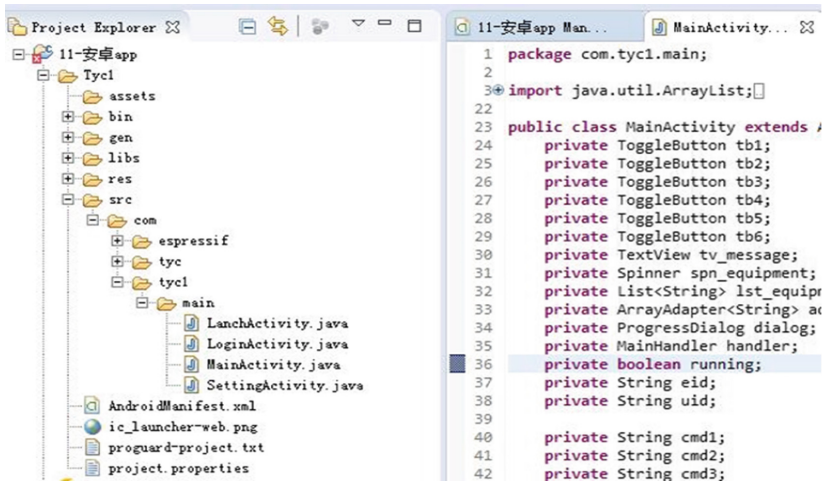 Project Explorer
11-安卓app
Tyc1
assets
bin
gen
libs
res
src
com
espressif
tyc
tyc1
main
LanchActivity.java
LoginActivity.java
MainActivity.java
SettingActivity.java
AndroidManifest.xml
ic_launcher-web.png
proguard-project.txt
project.properties
11-安卓app Man... MainActivity...
1 package com.tyc1.main;
2
3 import java.util.ArrayList;
22
23 public class MainActivity extends A
24 private ToggleButton tb1;
25 private ToggleButton tb2;
26 private ToggleButton tb3;
27 private ToggleButton tb4;
28 private ToggleButton tb5;
29 private ToggleButton tb6;
30 private TextView tv_message;
31 private Spinner spn_equipment;
32 private List<String> lst_equipm
33 private ArrayAdapter<String> ad
34 private ProgressDialog dialog;
35 private MainHandler handler;
36 private boolean running;
37 private String eid;
38 private String uid;
39
40 private String cmd1;
41 private String cmd2;
42 private String cmd3;